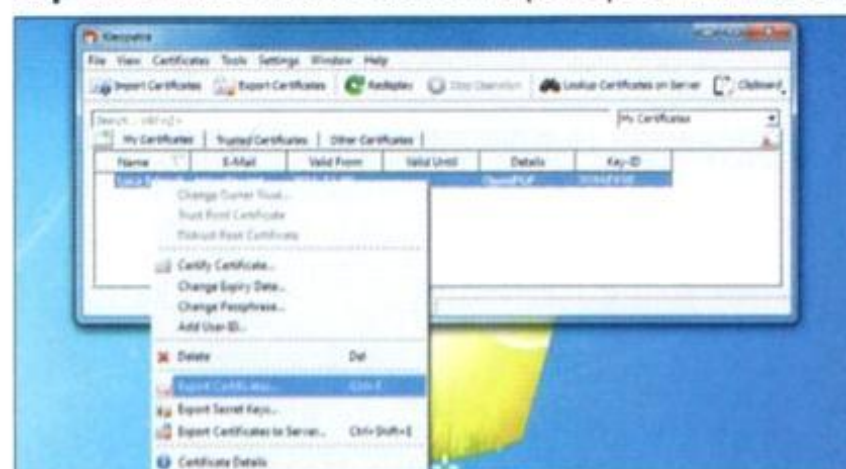 Kleopatra
File View Certificates Tools Settings Window Help
Import Certificates Export Certificates Redisplay Stop Operation Lookup Certificates on Server Clipboard
My Certificates
My Certificates Trusted Certificates Other Certificates
Name E-Mail Valid From Valid Until Details Key-ID
OpenPGP
Change Owner Trust...
Trust Root Certificate
Distrust Root Certificate
Certify Certificate...
Change Expiry Date...
Change Passphrase...
Add User-ID...
Delete Del
Export Certificates... Ctrl+E
Export Secret Keys...
Export Certificates to Server... Ctrl+Shift+E
Certificate Details